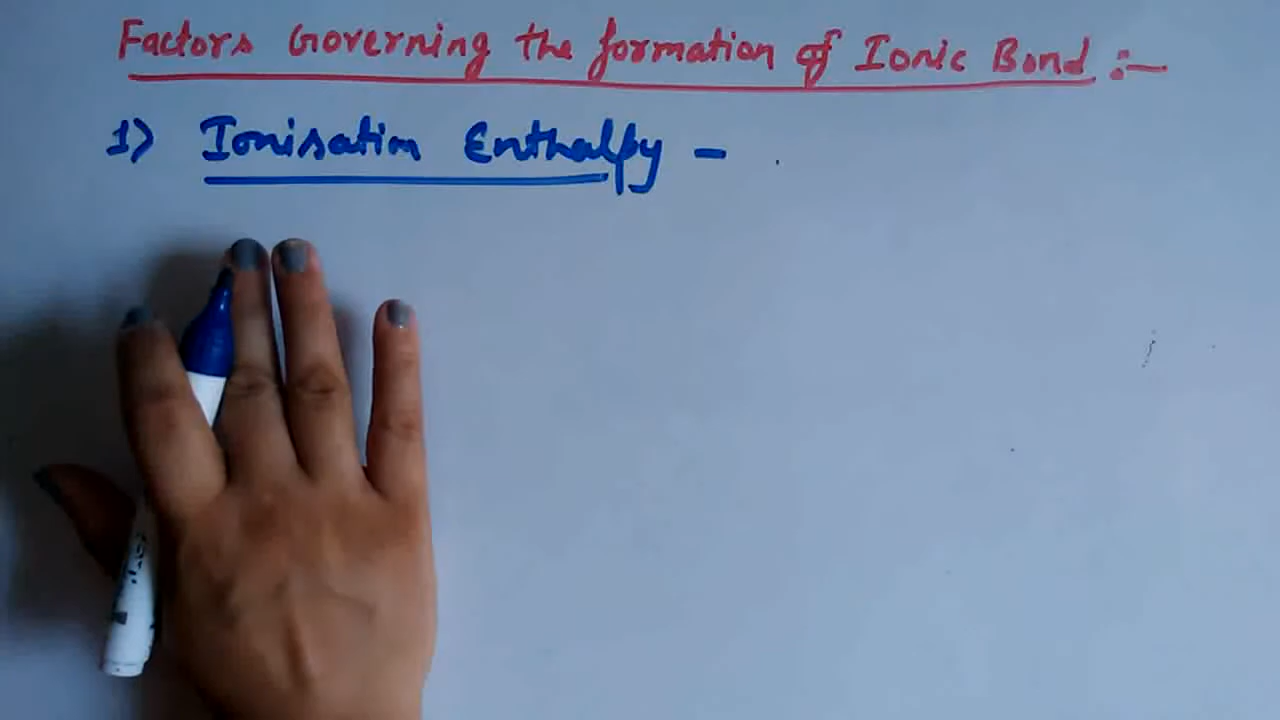 Factors Governing the formation of Ionic Bond :-
1) Ionisation Enthalpy -